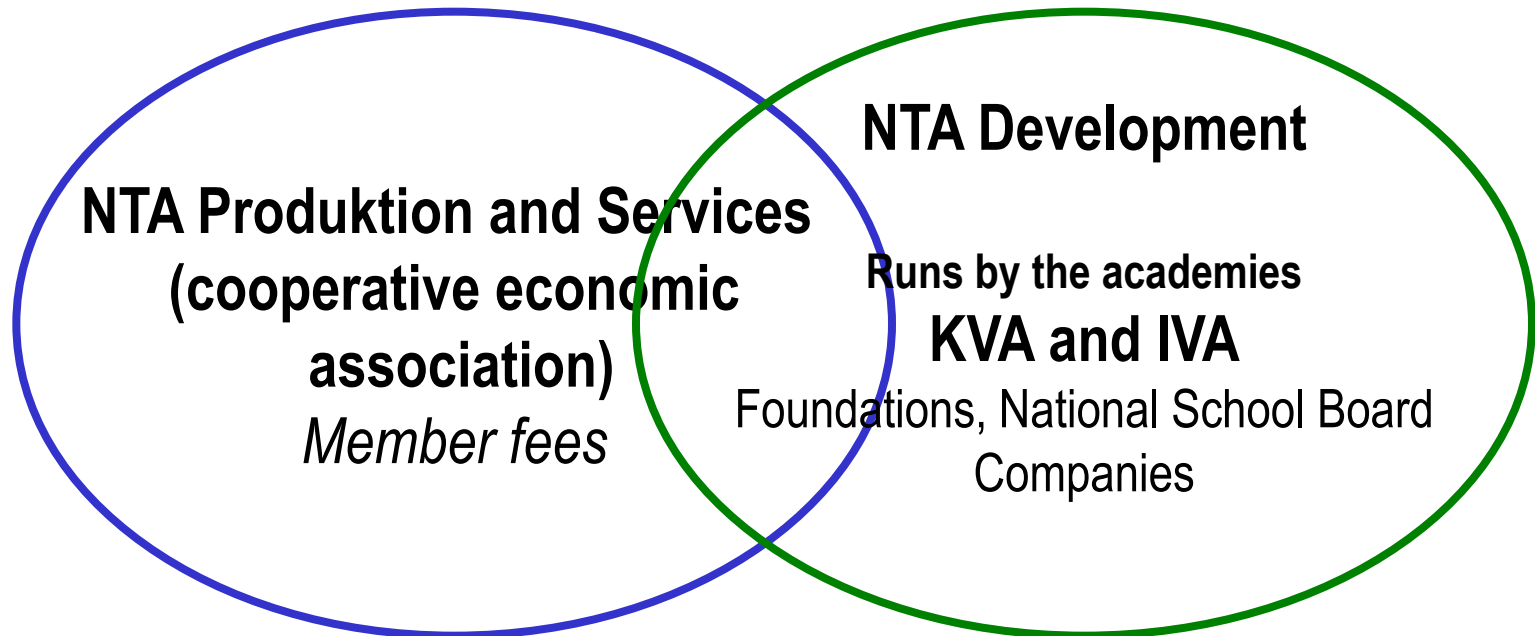 NTA Produktion and Services
(cooperative economic
association)
Member fees
NTA Development
Runs by the academies
KVA and IVA
Foundations, National School Board
Companies